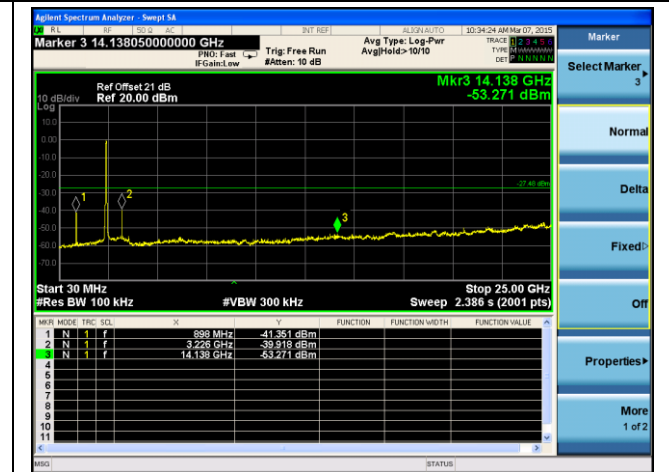 Agilent Spectrum Analyzer - Swept SA
RL RF 50 Ω AC INT REF ALIGN AUTO 10:34:24 AM Mar 07, 2015
Marker 3 14.138050000000 GHz
PNO: Fast
IFGain:Low
Trig: Free Run
#Atten: 10 dB
Avg Type: Log-Pwr
Avg|Hold:>10/10
TRACE 1 2 3 4 5 6
TYPE
DET P N N N N N
Ref Offset 21 dB
10 dB/div Ref 20.00 dBm
Log
Mkr3 14.138 GHz
-53.271 dBm
10.0
0.00
-10.0
-20.0
-30.0
-40.0
-50.0
-60.0
-70.0
-27.48 dBm
1
2
3
Start 30 MHz Stop 25.00 GHz
#Res BW 100 kHz #VBW 300 kHz Sweep 2.386 s (2001 pts)
MKR MODE TRC SCL X Y FUNCTION FUNCTION WIDTH FUNCTION VALUE
1 N 1 f 898 MHz -41.351 dBm
2 N 1 f 3.226 GHz -39.918 dBm
3 N 1 f 14.138 GHz -53.271 dBm
4
5
6
7
8
9
10
11
MSG STATUS
Marker
Select Marker
3
Normal
Delta
Fixed
Off
Properties
More
1 of 2